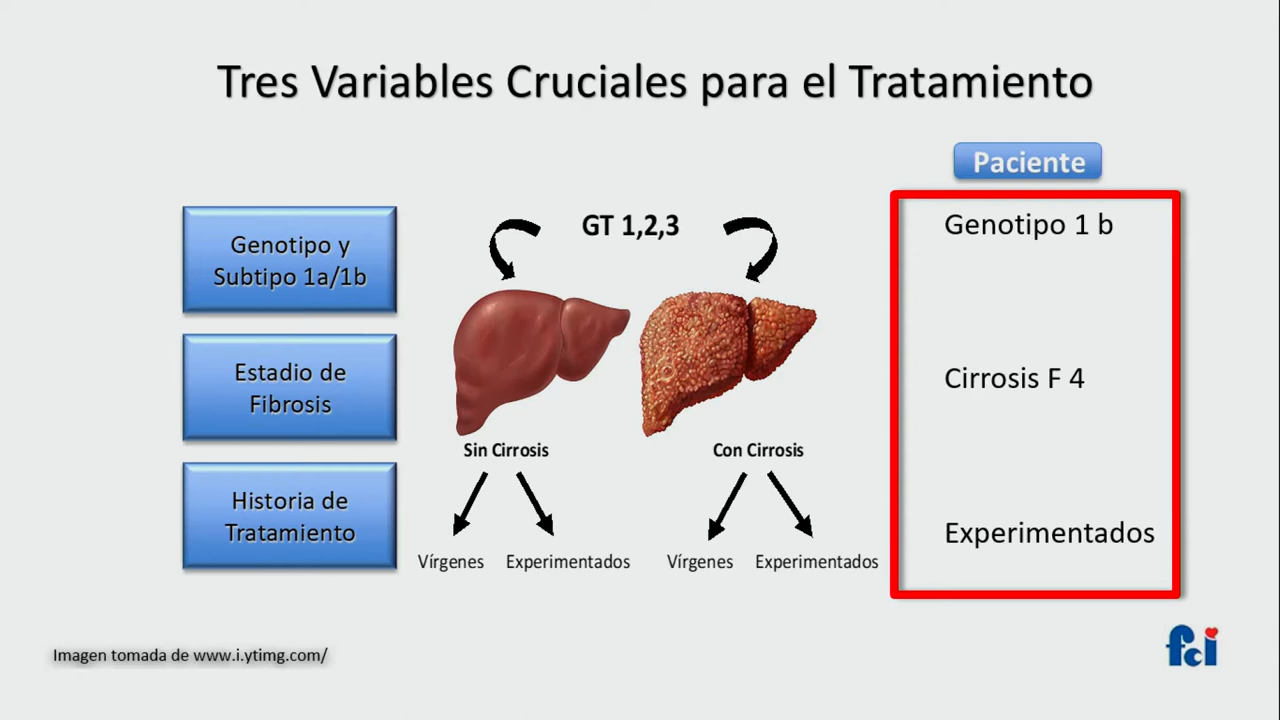 Tres Variables Cruciales para el Tratamiento
Paciente
Genotipo y
Subtipo 1a/1b
GT 1,2,3
Genotipo 1 b
Estadio de
Fibrosis
Cirrosis F 4
Sin Cirrosis
Con Cirrosis
Historia de
Tratamiento
Experimentados
Vírgenes
Experimentados
Vírgenes
Experimentados
Imagen tomada de www.i.ytimg.com/
fci